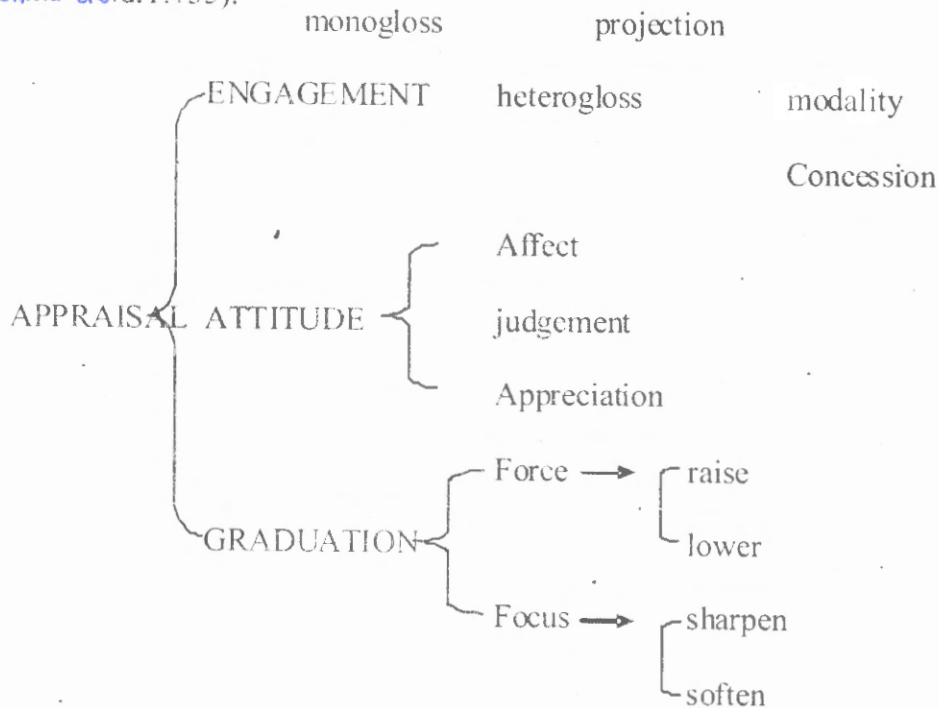 monogloss projection
ENGAGEMENT heterogloss modality
Concession
Affect
APPRAISAL ATTITUDE judgement
Appreciation
Force raise
GRADUATION lower
Focus sharpen
soften